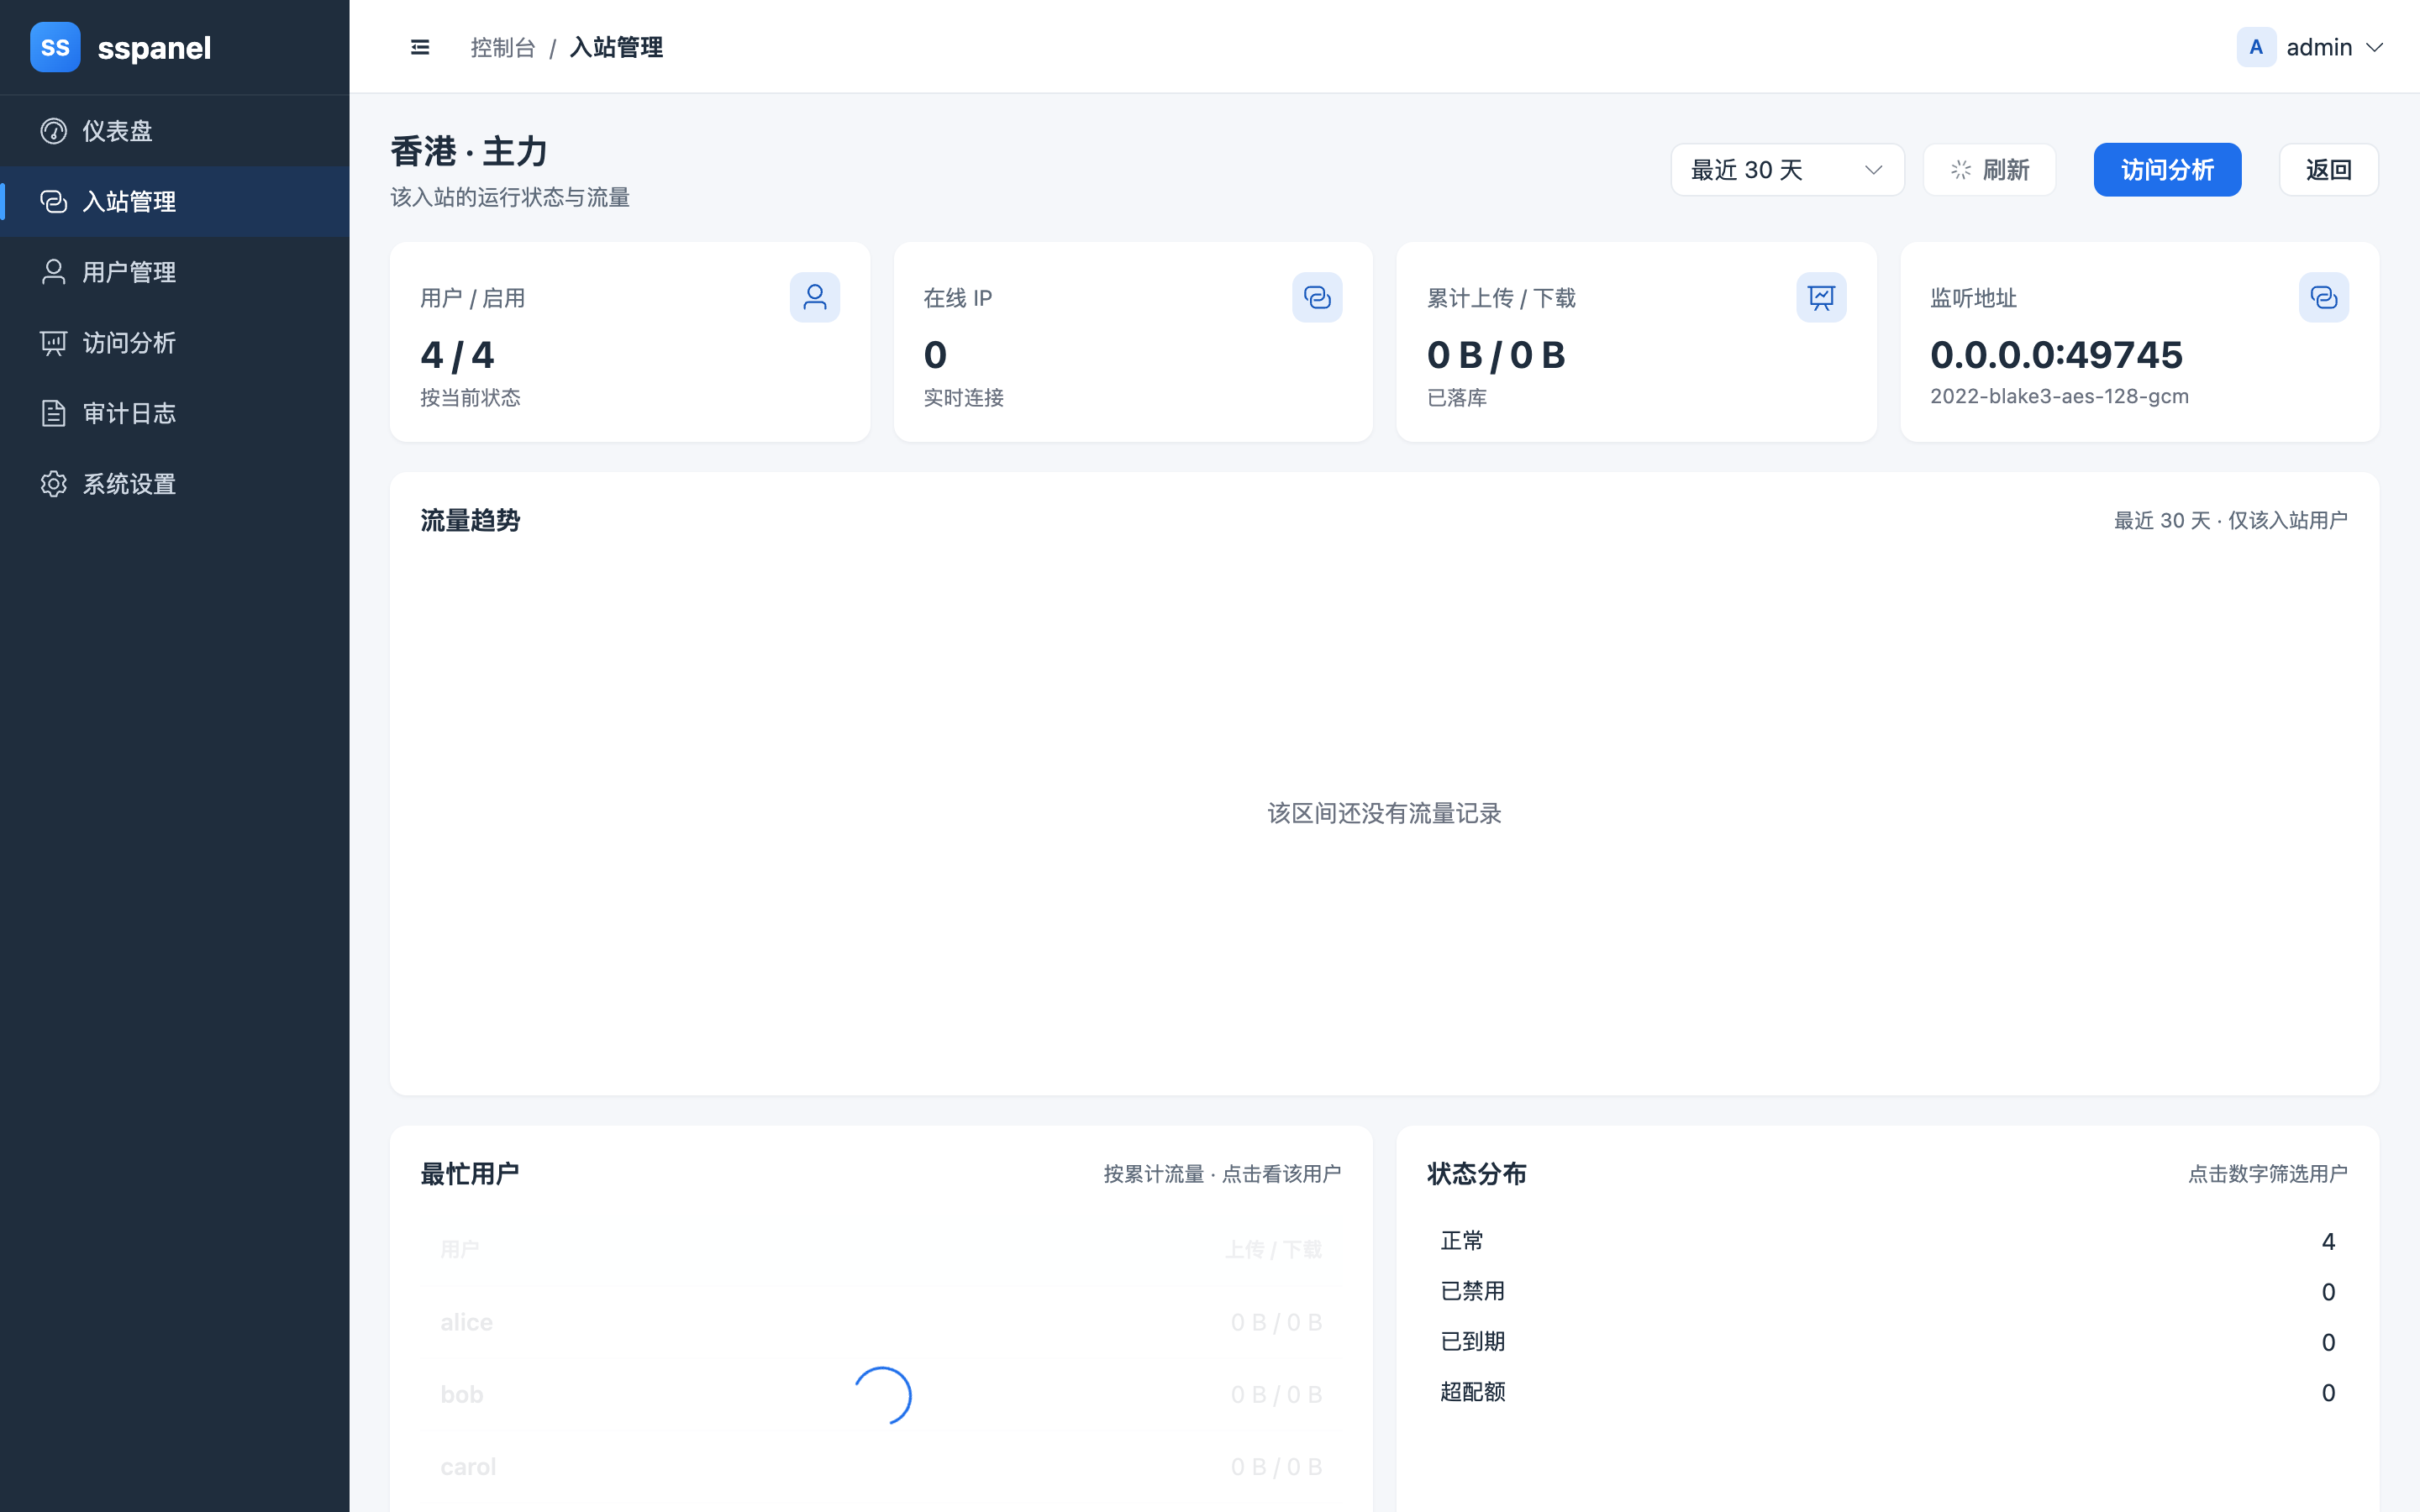 SS sspanel
仪表盘
入站管理
用户管理
访问分析
审计日志
系统设置
控制台 / 入站管理
A admin
香港 · 主力
该入站的运行状态与流量
最近 30 天
刷新
访问分析
返回
用户 / 启用
4 / 4
按当前状态
在线 IP
0
实时连接
累计上传 / 下载
0 B / 0 B
已落库
监听地址
0.0.0.0:49745
2022-blake3-aes-128-gcm
流量趋势
最近 30 天 · 仅该入站用户
该区间还没有流量记录
最忙用户
按累计流量 · 点击看该用户
用户 上传 / 下载
alice 0 B / 0 B
bob 0 B / 0 B
carol 0 B / 0 B
状态分布
点击数字筛选用户
正常 4
已禁用 0
已到期 0
超配额 0